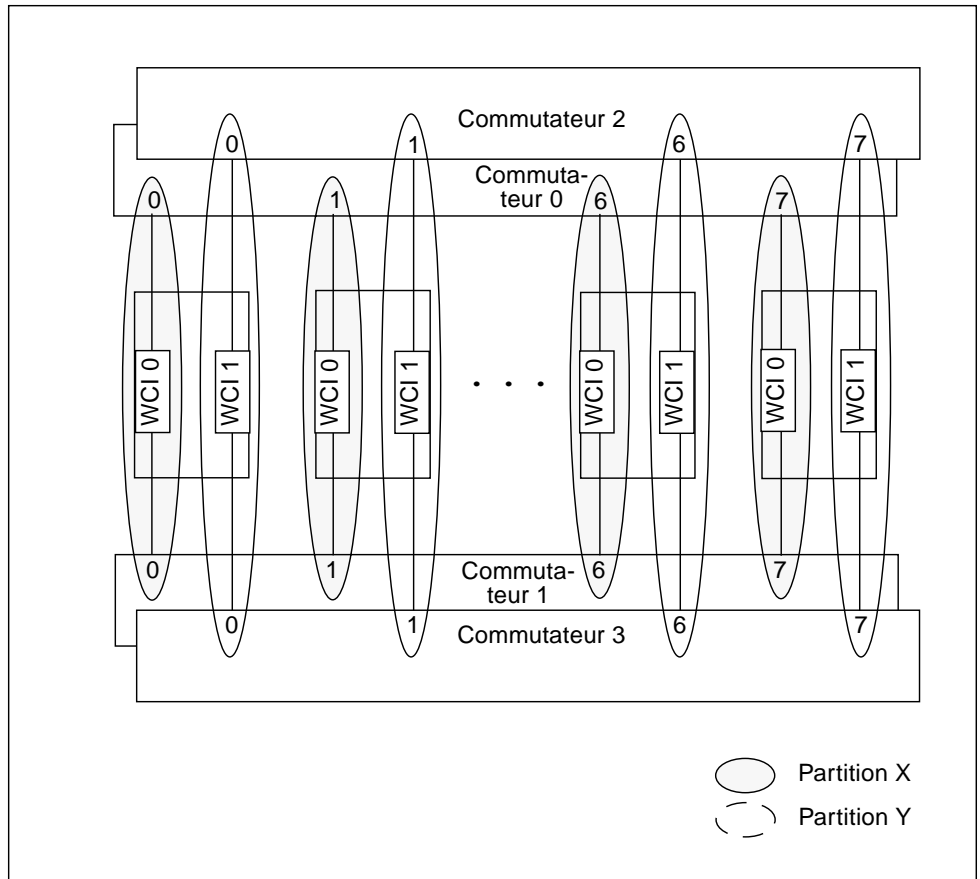 Commutateur 2
0 1 6 7
Commuta-
teur 0
0 1 6 7
WCI 0 WCI 1 WCI 0 WCI 1 . . . WCI 0 WCI 1 WCI 0 WCI 1
0 1 6 7
Commuta-
teur 1
0 1 6 7
Commutateur 3
Partition X
Partition Y